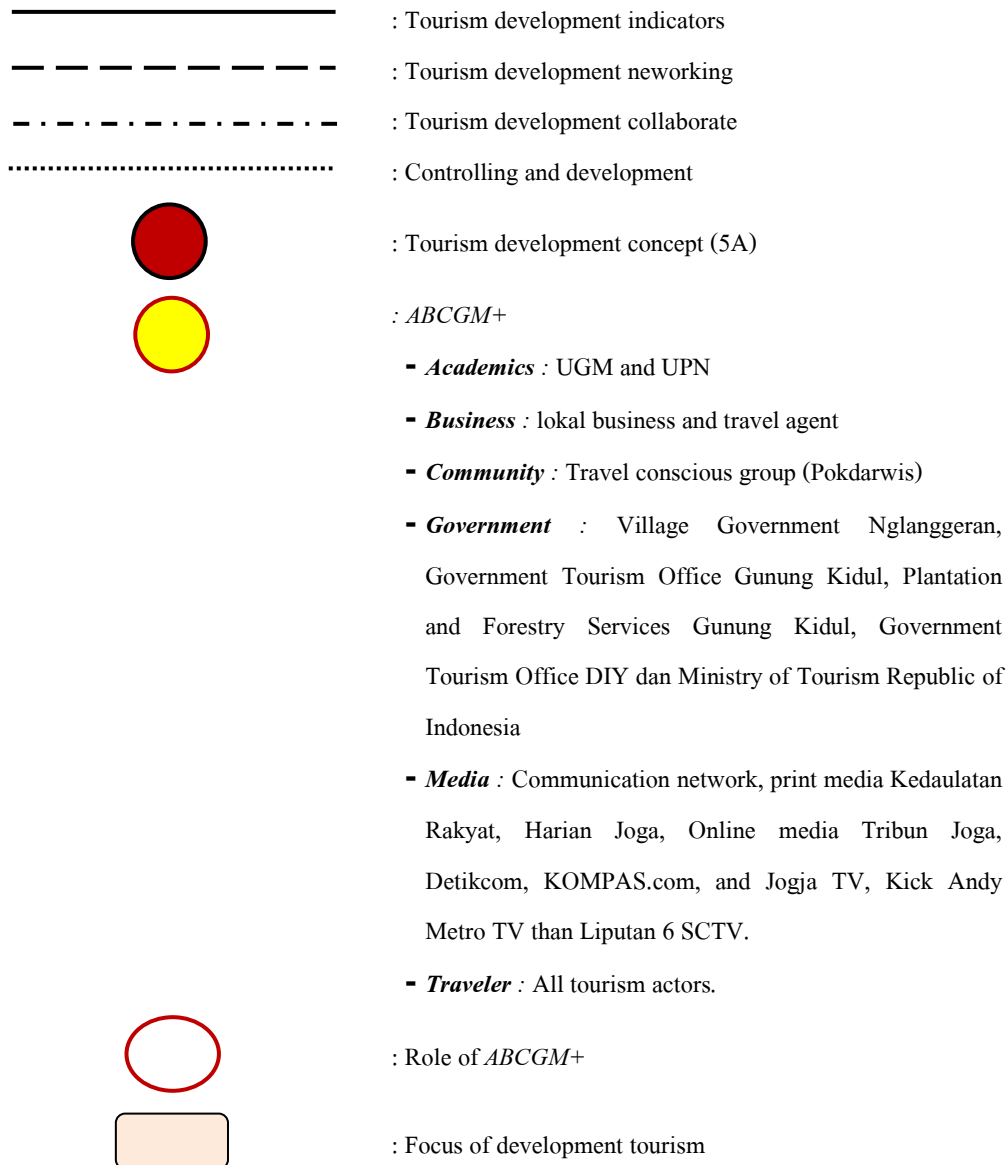 : Tourism development indicators
: Tourism development neworking
: Tourism development collaborate
: Controlling and development
: Tourism development concept (5A)
: ABCGM+
- Academics : UGM and UPN
- Business : lokal business and travel agent
- Community : Travel conscious group (Pokdarwis)
- Government : Village Government Nglanggeran,
Government Tourism Office Gunung Kidul, Plantation
and Forestry Services Gunung Kidul, Government
Tourism Office DIY dan Ministry of Tourism Republic of
Indonesia
- Media : Communication network, print media Kedaulatan
Rakyat, Harian Joga, Online media Tribun Joga,
Detikcom, KOMPAS.com, and Jogja TV, Kick Andy
Metro TV than Liputan 6 SCTV.
- Traveler : All tourism actors.
: Role of ABCGM+
: Focus of development tourism